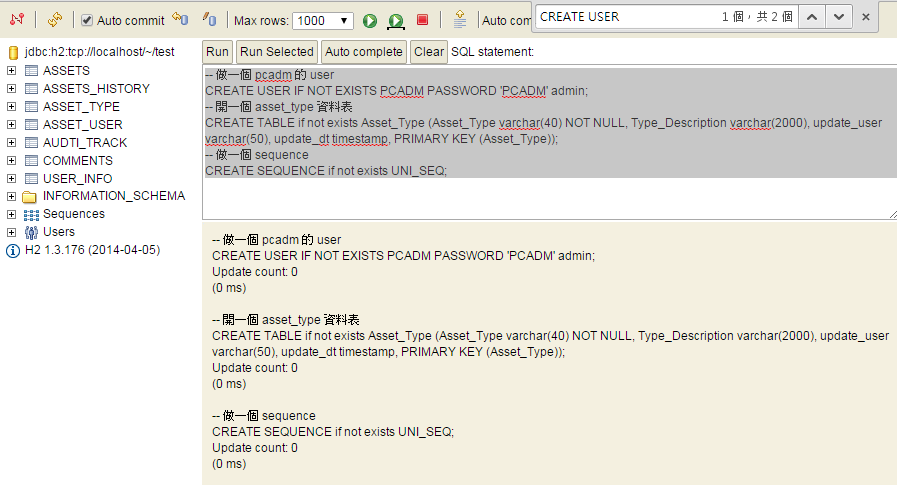 Auto commit
Max rows:
1000
Auto com
CREATE USER
1 個，共 2 個
jdbc:h2:tcp://localhost/~/test
ASSETS
ASSETS_HISTORY
ASSET_TYPE
ASSET_USER
AUDTI_TRACK
COMMENTS
USER_INFO
INFORMATION_SCHEMA
Sequences
Users
H2 1.3.176 (2014-04-05)
Run
Run Selected
Auto complete
Clear
SQL statement:
-- 做一個 pcadm 的 user
CREATE USER IF NOT EXISTS PCADM PASSWORD 'PCADM' admin;
-- 開一個 asset_type 資料表
CREATE TABLE if not exists Asset_Type (Asset_Type varchar(40) NOT NULL, Type_Description varchar(2000), update_user
varchar(50), update_dt timestamp, PRIMARY KEY (Asset_Type));
-- 做一個 sequence
CREATE SEQUENCE if not exists UNI_SEQ;
-- 做一個 pcadm 的 user
CREATE USER IF NOT EXISTS PCADM PASSWORD 'PCADM' admin;
Update count: 0
(0 ms)
-- 開一個 asset_type 資料表
CREATE TABLE if not exists Asset_Type (Asset_Type varchar(40) NOT NULL, Type_Description varchar(2000), update_user
varchar(50), update_dt timestamp, PRIMARY KEY (Asset_Type));
Update count: 0
(0 ms)
-- 做一個 sequence
CREATE SEQUENCE if not exists UNI_SEQ;
Update count: 0
(0 ms)